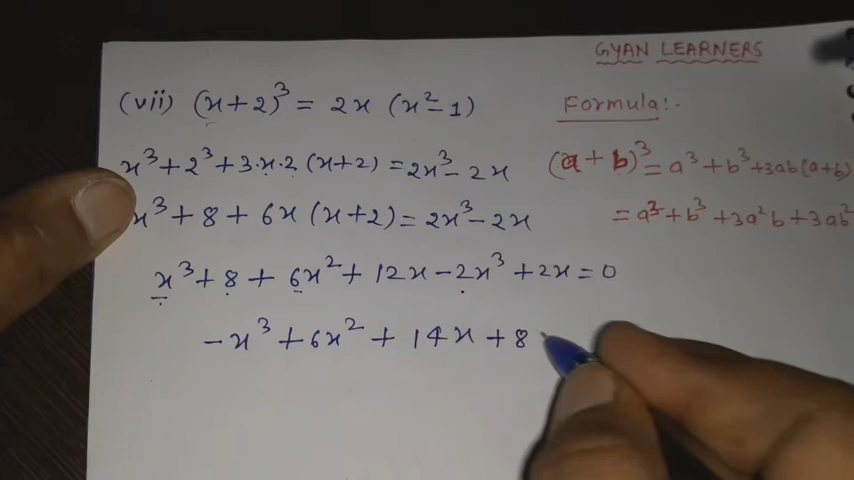 GYAN LEARNERS
(vii) (x+2)³ = 2x (x²-1)
Formula:-
x³+2³+3·x·2 (x+2) = 2x³-2x
(a+b)³ = a³+b³+3ab(a+b)
x³+8+6x (x+2) = 2x³-2x
= a³+b³+3a²b+3ab²
x³+8+6x²+12x-2x³+2x=0
-x³+6x²+14x+8